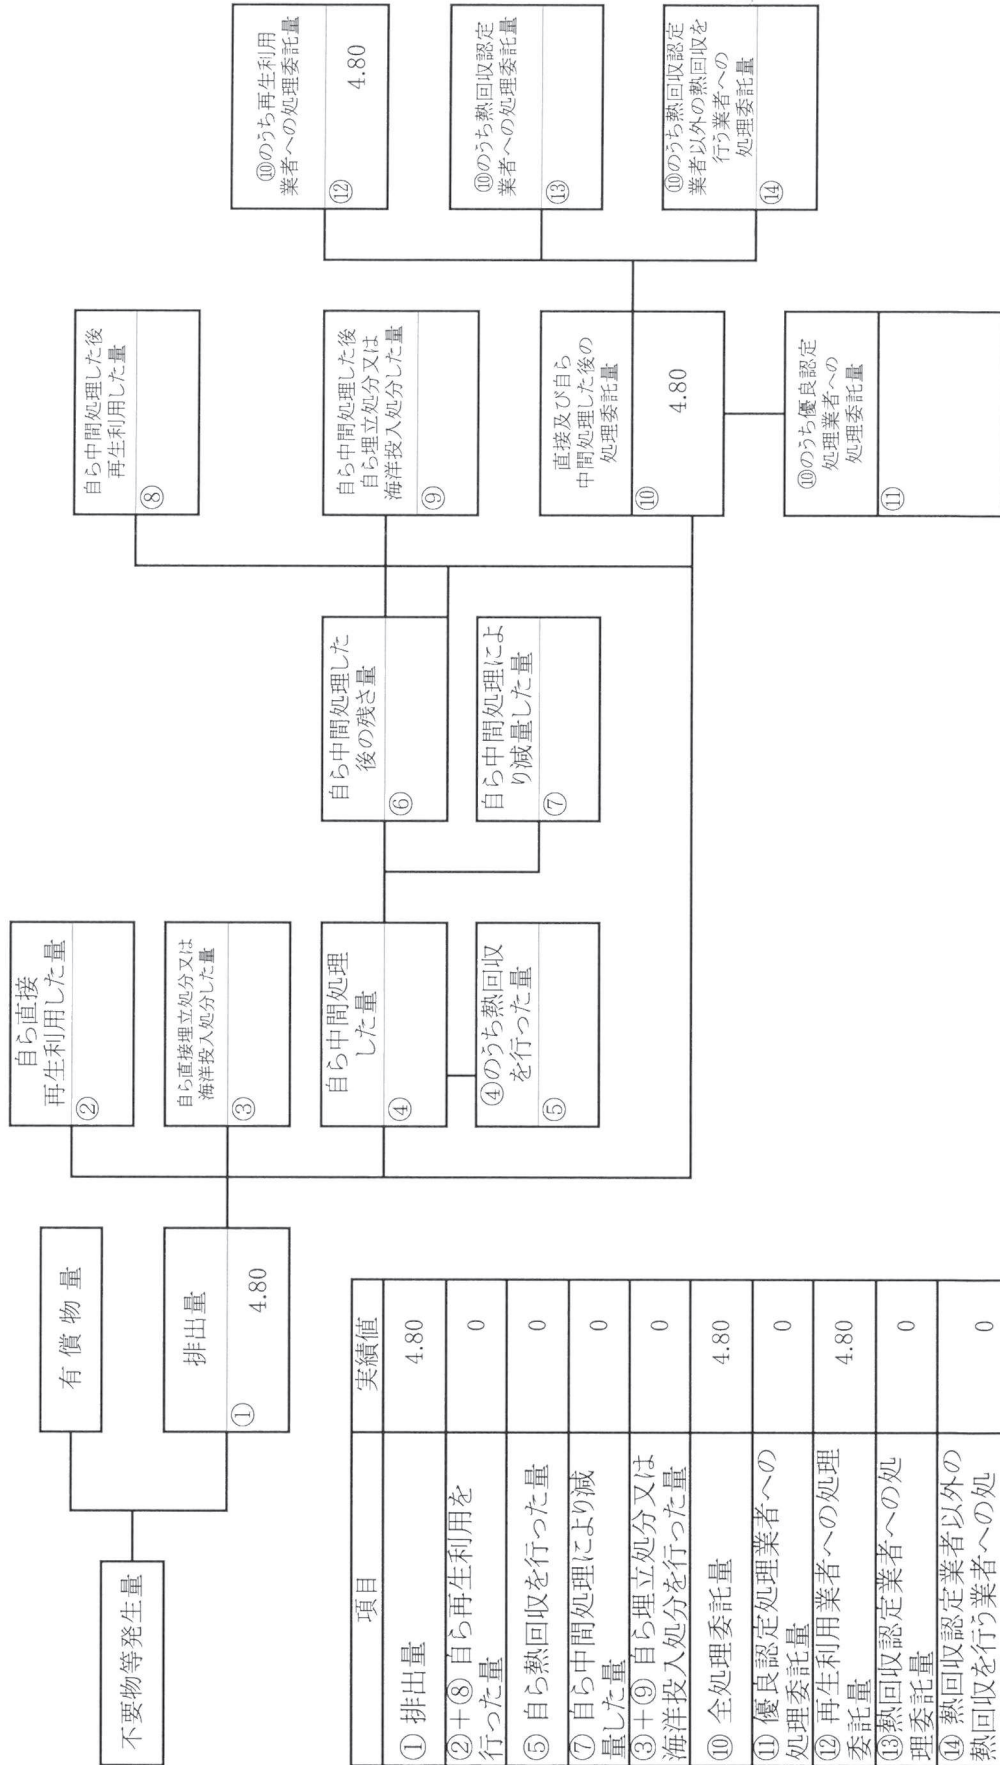 不要物等発生量
有償物量
排出量
① 4.80
自ら直接
再生利用した量
②
自ら直接埋立処分又は
海洋投入処分した量
③
自ら中間処理
した量
④
④のうち熱回収
を行った量
⑤
自ら中間処理した
後の残さ量
⑥
自ら中間処理によ
り減量した量
⑦
自ら中間処理した後
再生利用した量
⑧
自ら中間処理した後
自ら埋立処分又は
海洋投入処分した量
⑨
直接及び自ら
中間処理した後の
処理委託量
⑩ 4.80
⑩のうち優良認定
処理業者への
処理委託量
⑪
⑩のうち再生利用
業者への処理委託量
⑫ 4.80
⑩のうち熱回収認定
業者への処理委託量
⑬
⑩のうち熱回収認定
業者以外の熱回収を
行う業者への
処理委託量
⑭
項目 実績値
①排出量 4.80
②+⑧ 自ら再生利用を
行った量 0
⑤ 自ら熱回収を行った量 0
⑦ 自ら中間処理により減
量した量 0
③+⑨ 自ら埋立処分又は
海洋投入処分を行った量 0
⑩ 全処理委託量 4.80
⑪ 優良認定処理業者への
処理委託量 0
⑫ 再生利用業者への処理
委託量 4.80
⑬熱回収認定業者への処
理委託量 0
⑭ 熱回収認定業者以外の
熱回収を行う業者への処 0